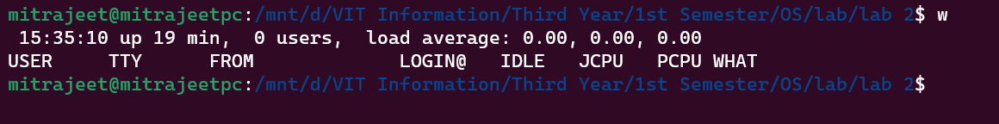 mitrajeet@mitrajeetpc:/mnt/d/VIT Information/Third Year/1st Semester/OS/lab/lab 2$ w
 15:35:10 up 19 min,  0 users,  load average: 0.00, 0.00, 0.00
USER     TTY      FROM             LOGIN@   IDLE   JCPU   PCPU WHAT
mitrajeet@mitrajeetpc:/mnt/d/VIT Information/Third Year/1st Semester/OS/lab/lab 2$